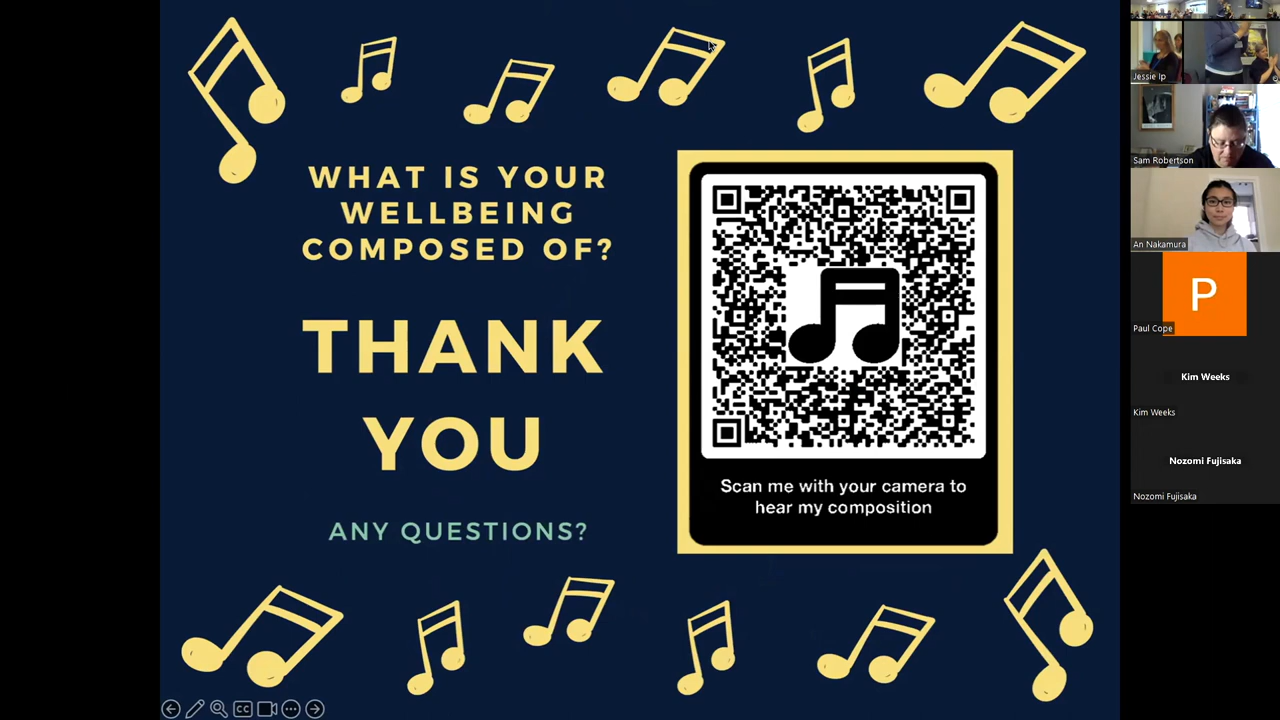 WHAT IS YOUR
WELLBEING
COMPOSED OF?
THANK
YOU
ANY QUESTIONS?
Scan me with your camera to
hear my composition
CC
Jessie Ip
Sam Robertson
An Nakamura
P
Paul Cope
Kim Weeks
Kim Weeks
Nozomi Fujisaka
Nozomi Fujisaka